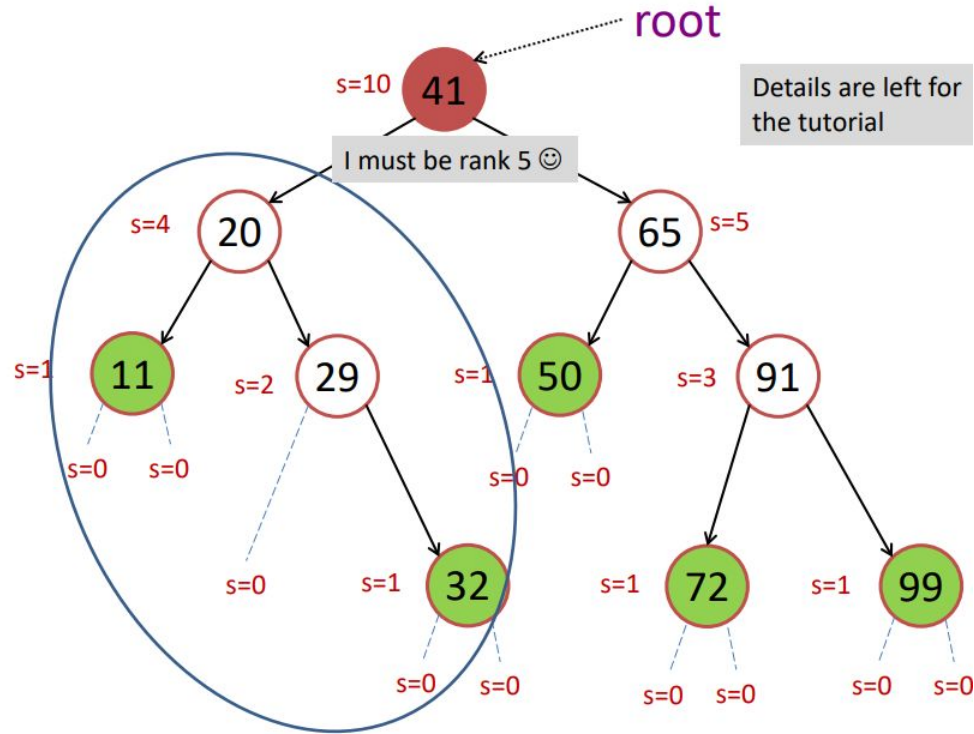 root
s=10 41
Details are left for
the tutorial
I must be rank 5 ☺
s=4 20
65 s=5
s=1 11
s=2 29
s=1 50
s=3 91
s=0 s=0
s=0 s=0
s=0
s=1 32
s=1 72
s=1 99
s=0 s=0
s=0 s=0
s=0 s=0